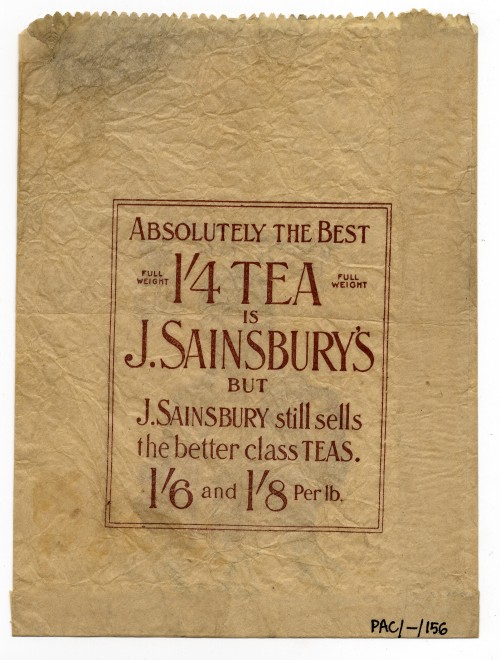 ABSOLUTELY THE BEST
FULL WEIGHT 1'/4 TEA FULL WEIGHT
IS
J. SAINSBURY'S
BUT
J. SAINSBURY still sells
the better class TEAS.
1'/6 and 1'/8 Per lb.
PAC/-/156